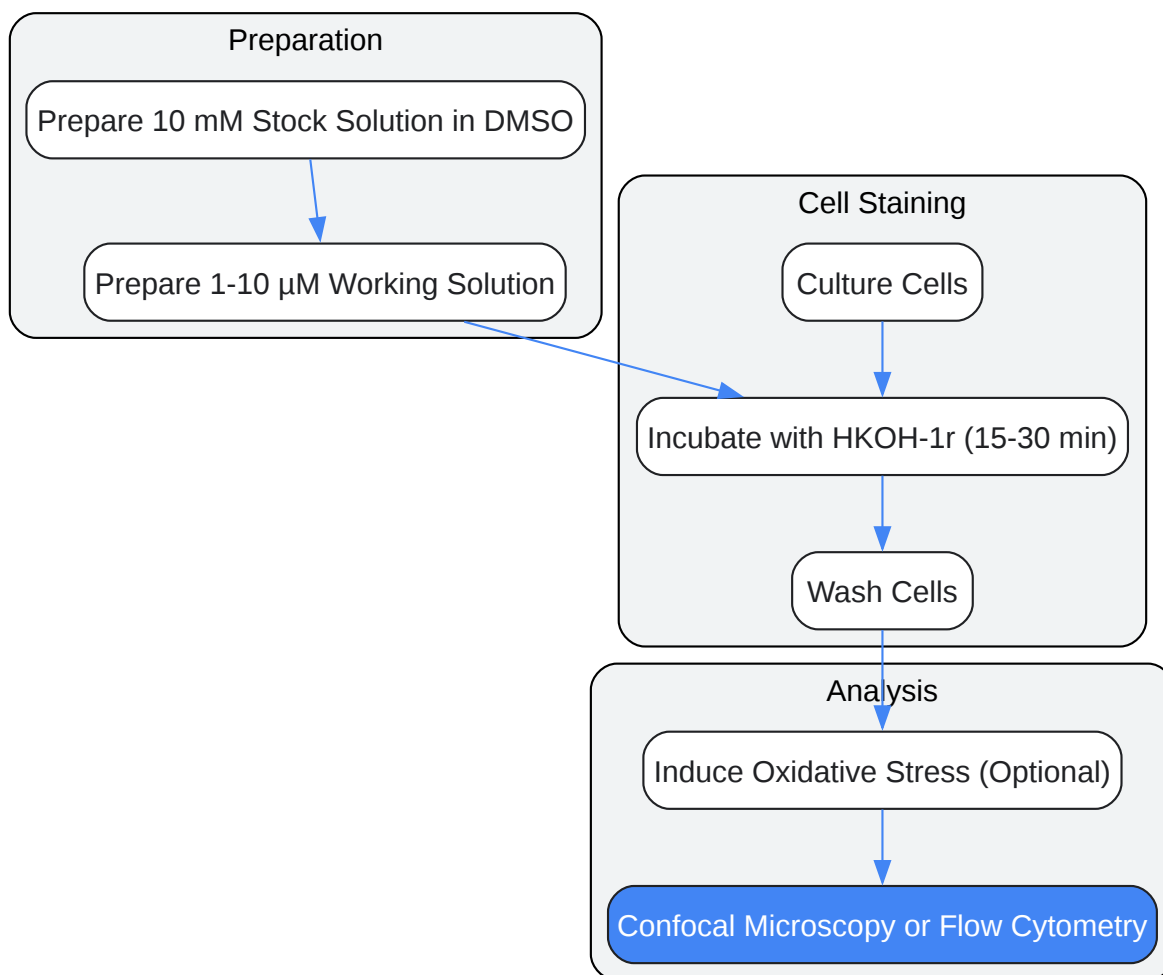 Preparation
Prepare 10 mM Stock Solution in DMSO
Prepare 1-10 µM Working Solution
Cell Staining
Culture Cells
Incubate with HKOH-1r (15-30 min)
Wash Cells
Analysis
Induce Oxidative Stress (Optional)
Confocal Microscopy or Flow Cytometry